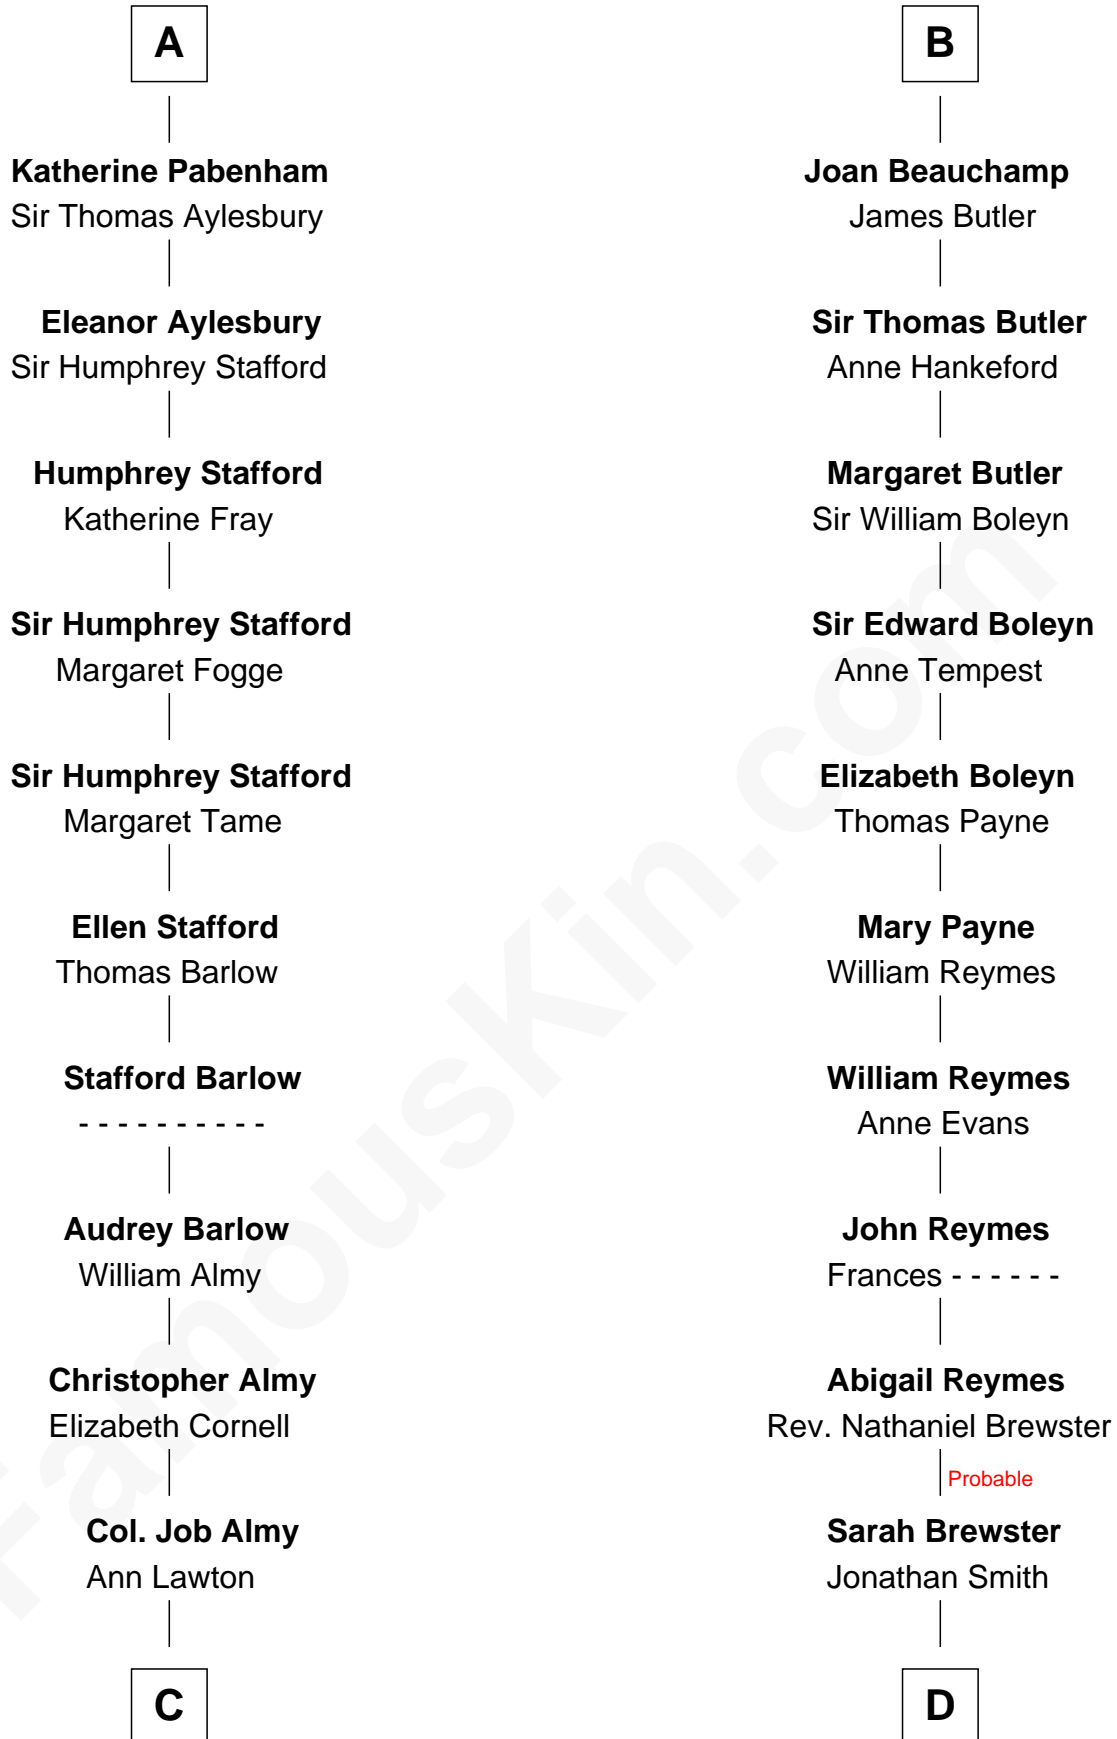 A
Katherine Pabenham
Sir Thomas Aylesbury
Eleanor Aylesbury
Sir Humphrey Stafford
Humphrey Stafford
Katherine Fray
Sir Humphrey Stafford
Margaret Fogge
Sir Humphrey Stafford
Margaret Tame
Ellen Stafford
Thomas Barlow
Stafford Barlow
- - - - - - - - - -
Audrey Barlow
William Almy
Christopher Almy
Elizabeth Cornell
Col. Job Almy
Ann Lawton
C
B
Joan Beauchamp
James Butler
Sir Thomas Butler
Anne Hankeford
Margaret Butler
Sir William Boleyn
Sir Edward Boleyn
Anne Tempest
Elizabeth Boleyn
Thomas Payne
Mary Payne
William Reymes
William Reymes
Anne Evans
John Reymes
Frances - - - - - -
Abigail Reymes
Rev. Nathaniel Brewster
Probable
Sarah Brewster
Jonathan Smith
D
FamousKin.com